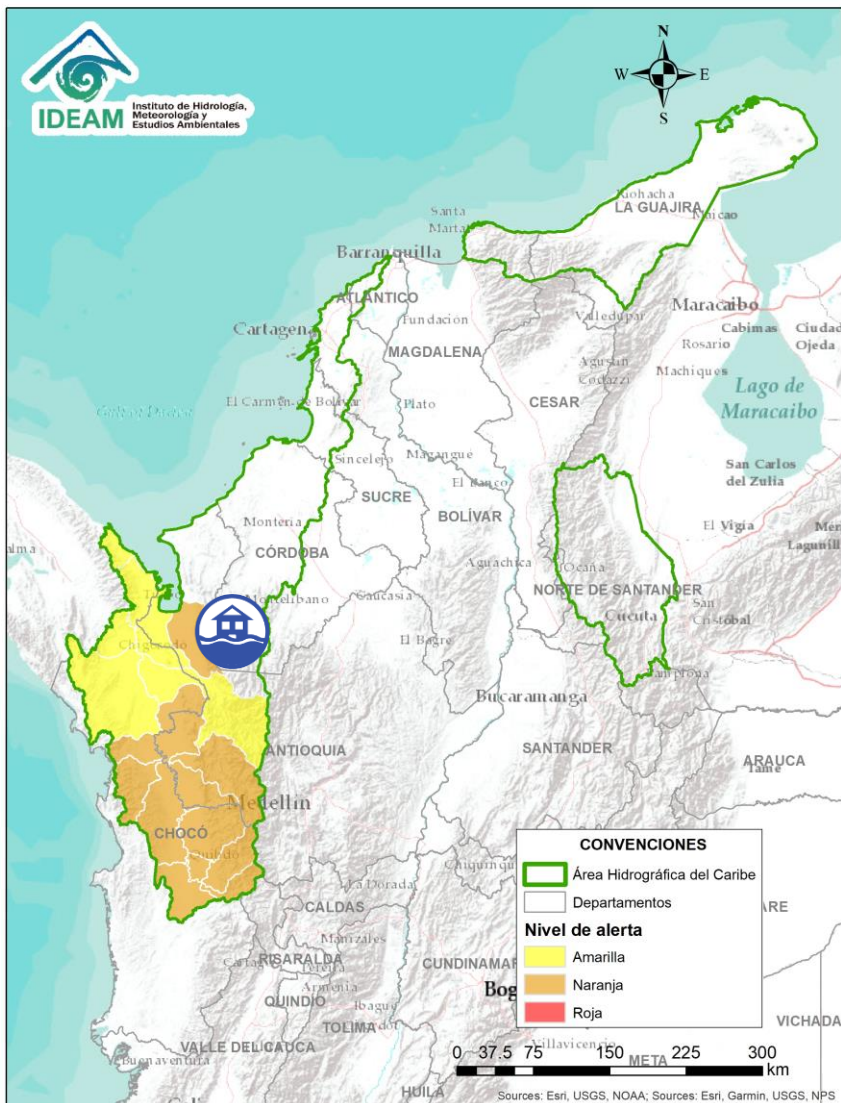 IDEAM
Instituto de Hidrología,
Meteorología y
Estudios Ambientales
N
W
E
S
Riohacha
LA GUAJIRA
Maicao
Santa
Marta
Barranquilla
ATLÁNTICO
Maracaibo
Cabimas
Ciudad
Ojeda
Fundación
Valledupar
Cartagena
MAGDALENA
Rosario
Machiques
Agustín
Codazzi
CESAR
Lago de
Maracaibo
El Carmen de Bolívar
Plato
Sincelejo
Magangué
San Carlos
del Zulia
SUCRE
El Banco
BOLÍVAR
Montería
El Vigía
CÓRDOBA
Aguachica
Ocaña
Montelíbano
Caucasia
NORTE DE SANTANDER
Cúcuta
San
Cristóbal
Chigorodó
El Bagre
Pamplona
Bucaramanga
ANTIOQUIA
SANTANDER
ARAUCA
Tame
Medellín
CHOCÓ
Quibdó
La Dorada
CALDAS
Manizales
RISARALDA
Pereira
Armenia
QUINDÍO
Ibagué
TOLIMA
VALLE DEL CAUCA
Buenaventura
Villavicencio
META
VICHADA
HUILA
CONVENCIONES
Área Hidrográfica del Caribe
Departamentos
Nivel de alerta
Amarilla
Naranja
Roja
0 37.5 75 150 225 300
km
Sources: Esri, USGS, NOAA; Sources: Esri, Garmin, USGS, NPS